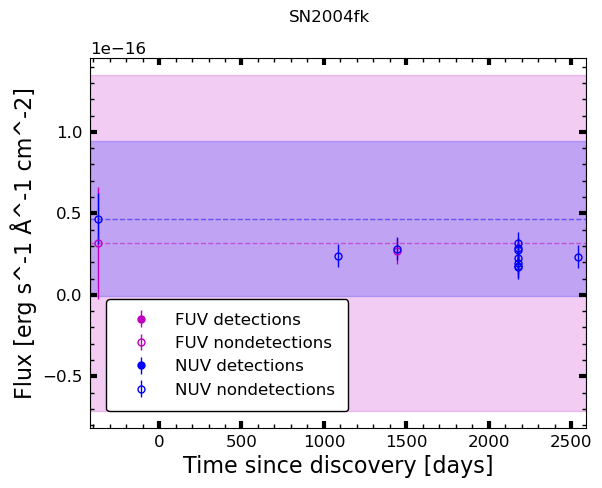 SN2004fk
1e−16
1.0
0.5
0.0
−0.5
Flux [erg s^-1 Å^-1 cm^-2]
FUV detections
FUV nondetections
NUV detections
NUV nondetections
0 500 1000 1500 2000 2500
Time since discovery [days]